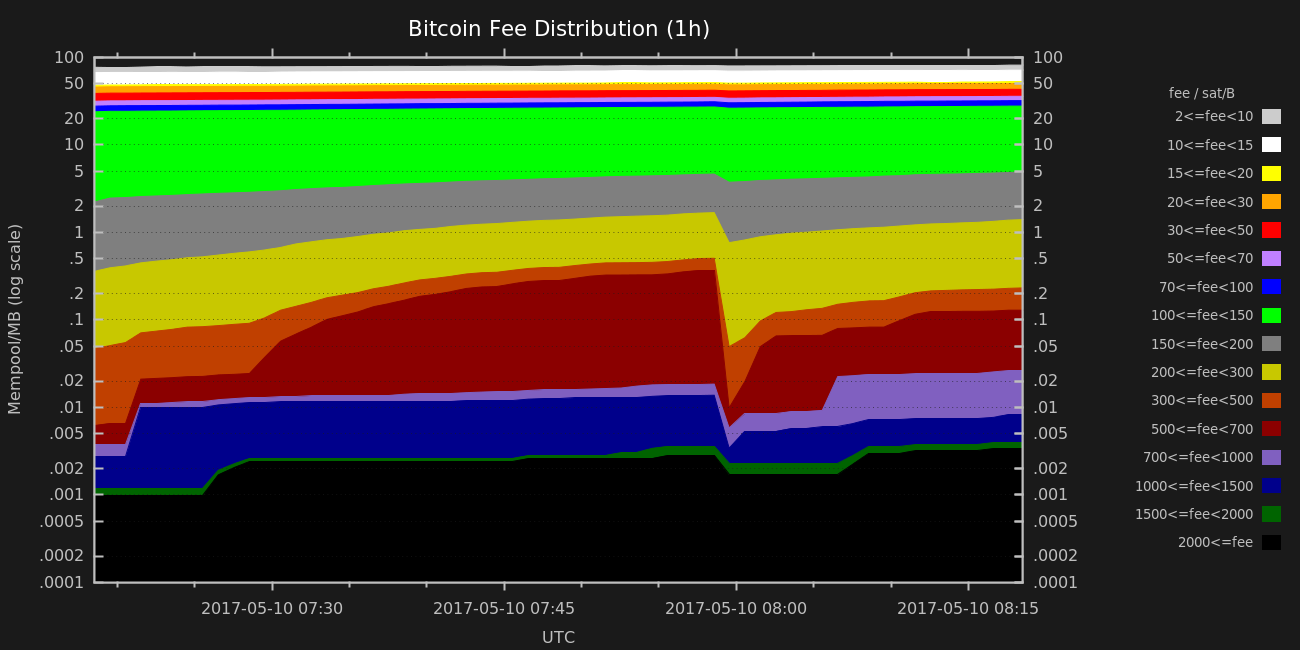 Bitcoin Fee Distribution (1h)
Mempool/MB (log scale)
100
50
20
10
5
2
1
.5
.2
.1
.05
.02
.01
.005
.002
.001
.0005
.0002
.0001
100
50
20
10
5
2
1
.5
.2
.1
.05
.02
.01
.005
.002
.001
.0005
.0002
.0001
2017-05-10 07:30 2017-05-10 07:45 2017-05-10 08:00 2017-05-10 08:15
UTC
fee / sat/B
2<=fee<10
10<=fee<15
15<=fee<20
20<=fee<30
30<=fee<50
50<=fee<70
70<=fee<100
100<=fee<150
150<=fee<200
200<=fee<300
300<=fee<500
500<=fee<700
700<=fee<1000
1000<=fee<1500
1500<=fee<2000
2000<=fee